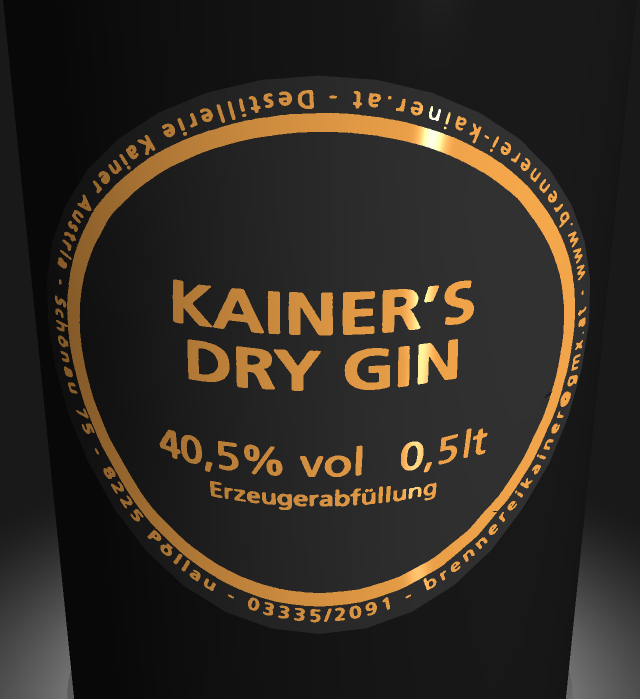 KAINER’S
DRY GIN
40,5% vol 0,5lt
Erzeugerabfüllung
Destillerie Kainer Austria - Schönau 75 - 8225 Pöllau - 03335/2091 - brennereikainer@gmx.at - www.brennerei-kainer.at -